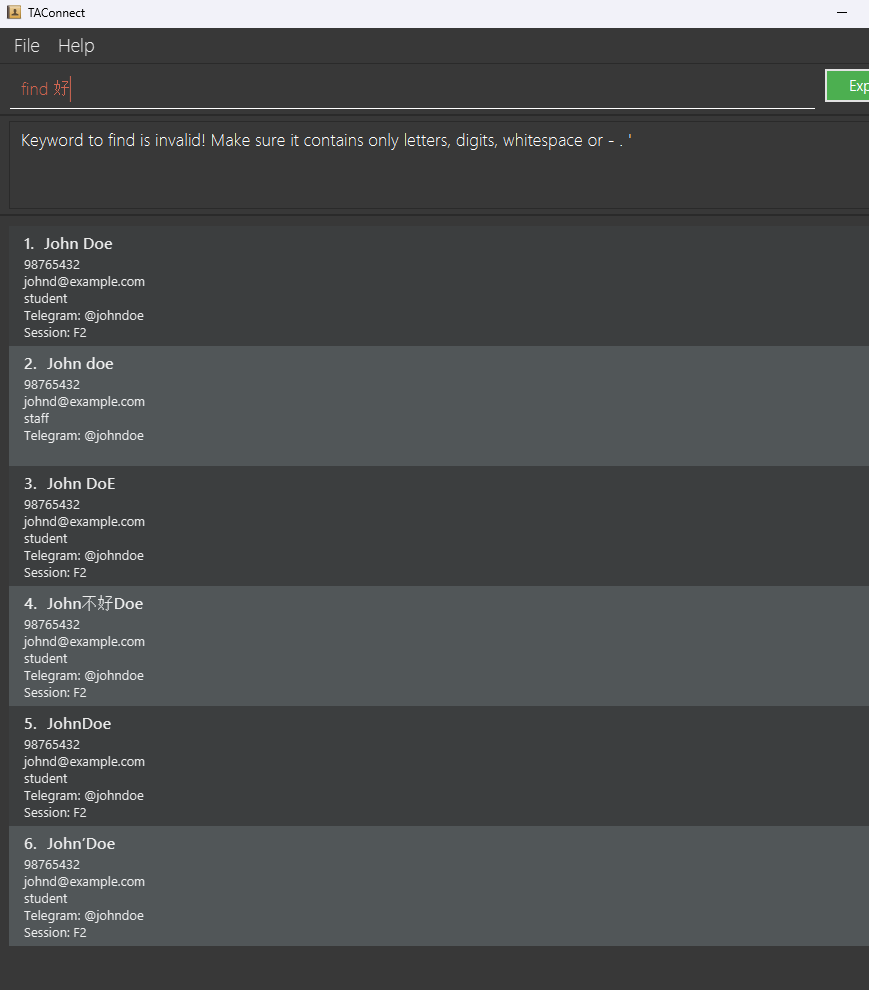 TAConnect
File Help
find 好
Exp
Keyword to find is invalid! Make sure it contains only letters, digits, whitespace or - . '
1. John Doe
98765432
johnd@example.com
student
Telegram: @johndoe
Session: F2
2. John doe
98765432
johnd@example.com
staff
Telegram: @johndoe
3. John DoE
98765432
johnd@example.com
student
Telegram: @johndoe
Session: F2
4. John不好Doe
98765432
johnd@example.com
student
Telegram: @johndoe
Session: F2
5. JohnDoe
98765432
johnd@example.com
student
Telegram: @johndoe
Session: F2
6. John’Doe
98765432
johnd@example.com
student
Telegram: @johndoe
Session: F2